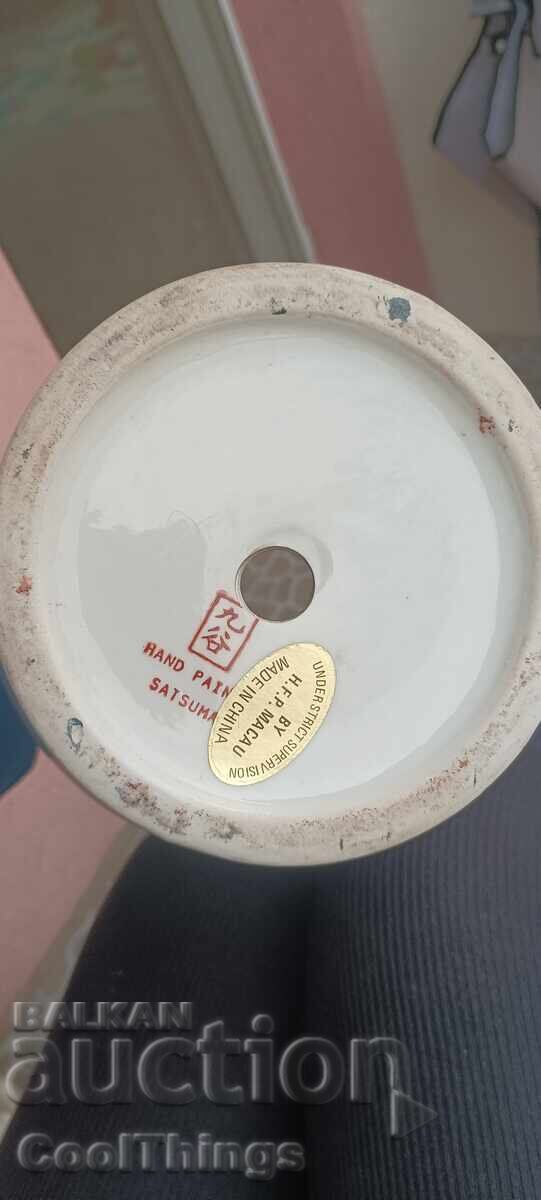 九谷
HAND PAIN
SATSUMA
UNDER STRICT SUPERVISION
BY
H.F.P. MACAU
MADE IN CHINA
BALKAN
auction
CoolThings